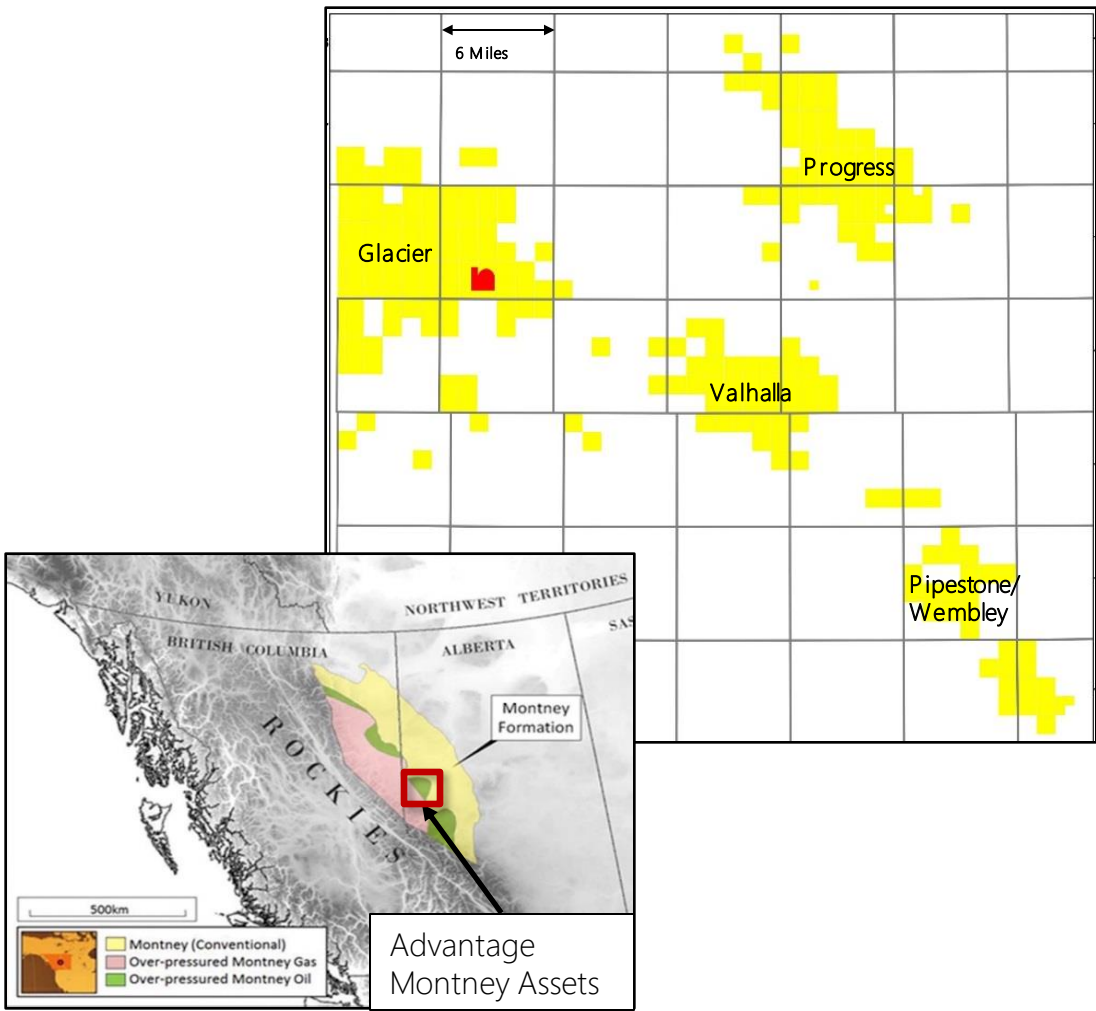 6 Miles
Progress
Glacier
Valhalla
Pipestone/
Wembley
YUKON
NORTHWEST TERRITORIES
SAS
BRITISH COLUMBIA
ALBERTA
Montney
Formation
ROCKIES
500km
Montney (Conventional)
Over-pressured Montney Gas
Over-pressured Montney Oil
Advantage
Montney Assets